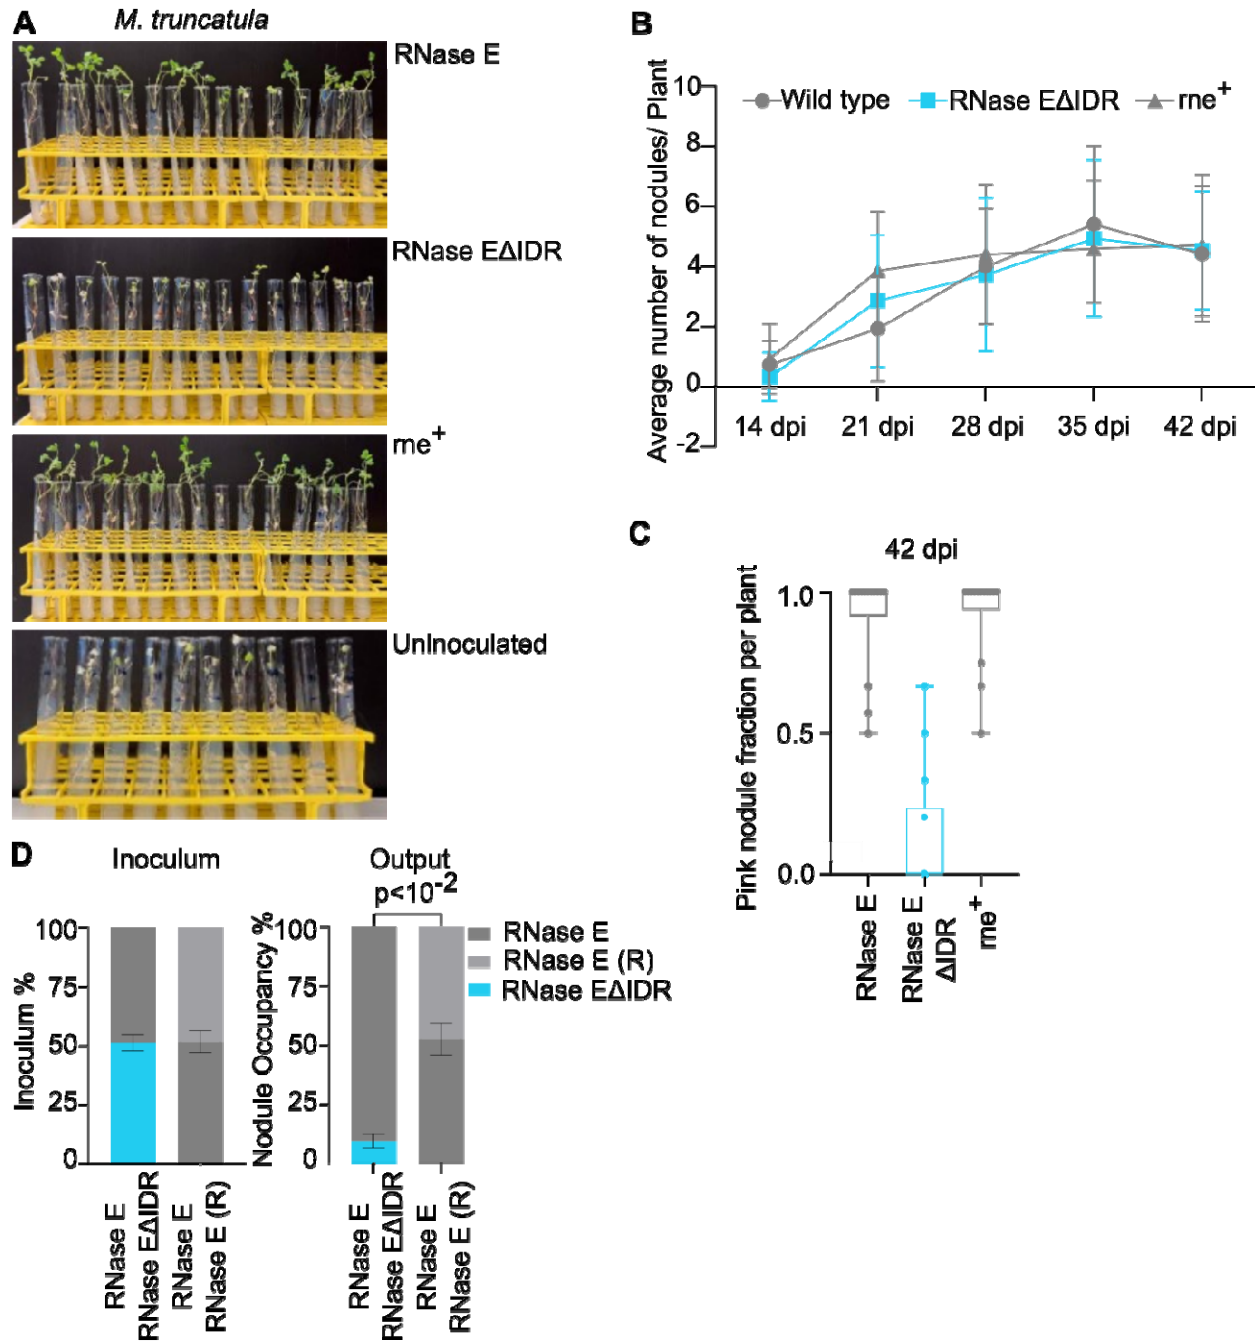 A
M. truncatula
RNase E
RNase EΔIDR
rne+
Uninoculated
B
Average number of nodules/ Plant
10
8
6
4
2
0
-2
Wild type
RNase EΔIDR
rne+
14 dpi
21 dpi
28 dpi
35 dpi
42 dpi
C
42 dpi
Pink nodule fraction per plant
1.0
0.5
0.0
RNase E
RNase E
ΔIDR
rne+
D
Inoculum
Inoculum %
100
75
50
25
0
RNase E
RNase EΔIDR
RNase E
RNase E (R)
Output
p<10-2
Nodule Occupancy %
100
75
50
25
0
RNase E
RNase E (R)
RNase EΔIDR
RNase E
RNase EΔIDR
RNase E
RNase E (R)